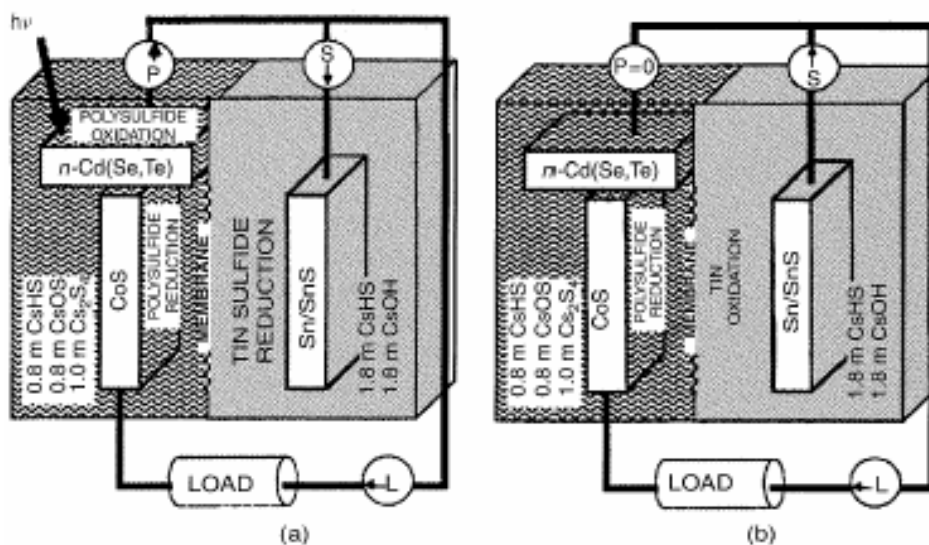 hν
P
S
POLYSULFIDE
OXIDATION
n-Cd(Se,Te)
CoS
POLYSULFIDE
REDUCTION
MEMBRANE
TIN SULFIDE
REDUCTION
Sn/SnS
0.8 m CsHS
0.8 m CsOS
1.0 m Cs₂S₄
1.8 m CsHS
1.8 m CsOH
LOAD
L
(a)
P=0
S
n-Cd(Se,Te)
CoS
POLYSULFIDE
REDUCTION
MEMBRANE
TIN
OXIDATION
Sn/SnS
0.8 m CsHS
0.8 m CsOS
1.0 m Cs₂S₄
1.8 m CsHS
1.8 m CsOH
LOAD
L
(b)